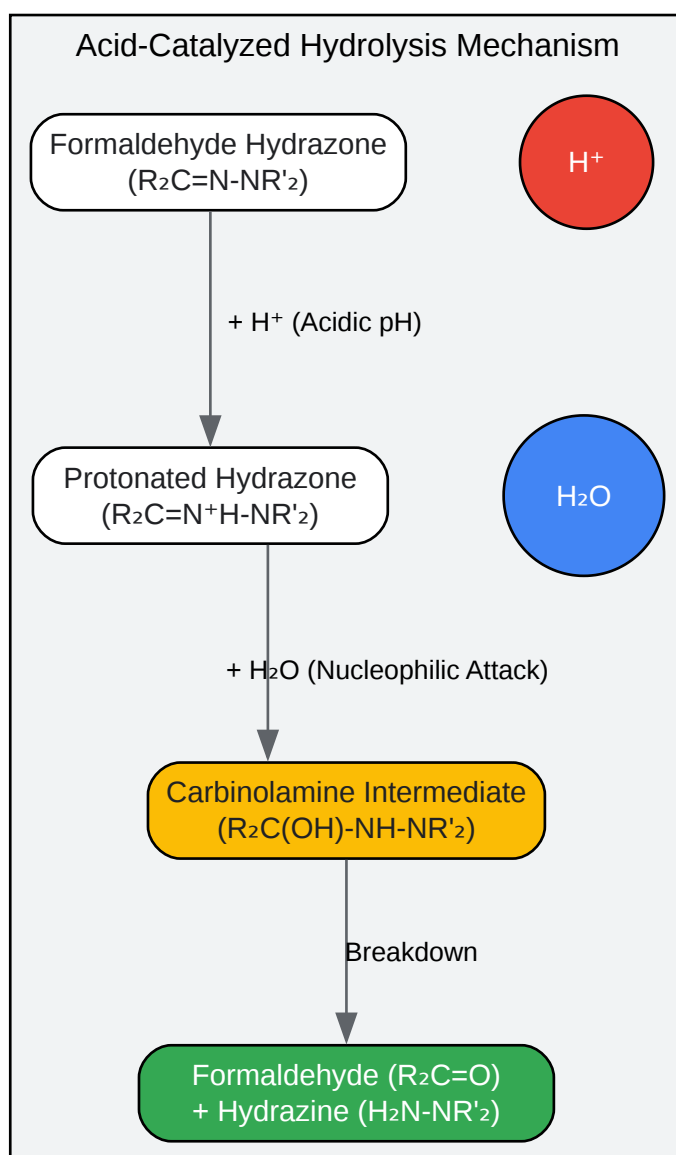 Acid-Catalyzed Hydrolysis Mechanism
Formaldehyde Hydrazone
(R₂C=N-NR'₂)
H⁺
+ H⁺ (Acidic pH)
Protonated Hydrazone
(R₂C=N⁺H-NR'₂)
H₂O
+ H₂O (Nucleophilic Attack)
Carbinolamine Intermediate
(R₂C(OH)-NH-NR'₂)
Breakdown
Formaldehyde (R₂C=O)
+ Hydrazine (H₂N-NR'₂)